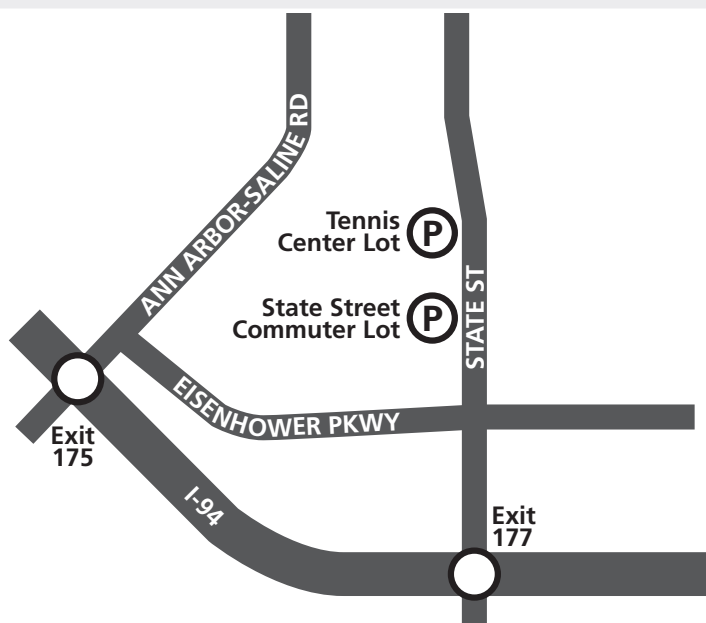 ANN ARBOR-SALINE RD
Tennis
Center Lot
P
State Street
Commuter Lot
P
STATE ST
EISENHOWER PKWY
Exit
175
I-94
Exit
177